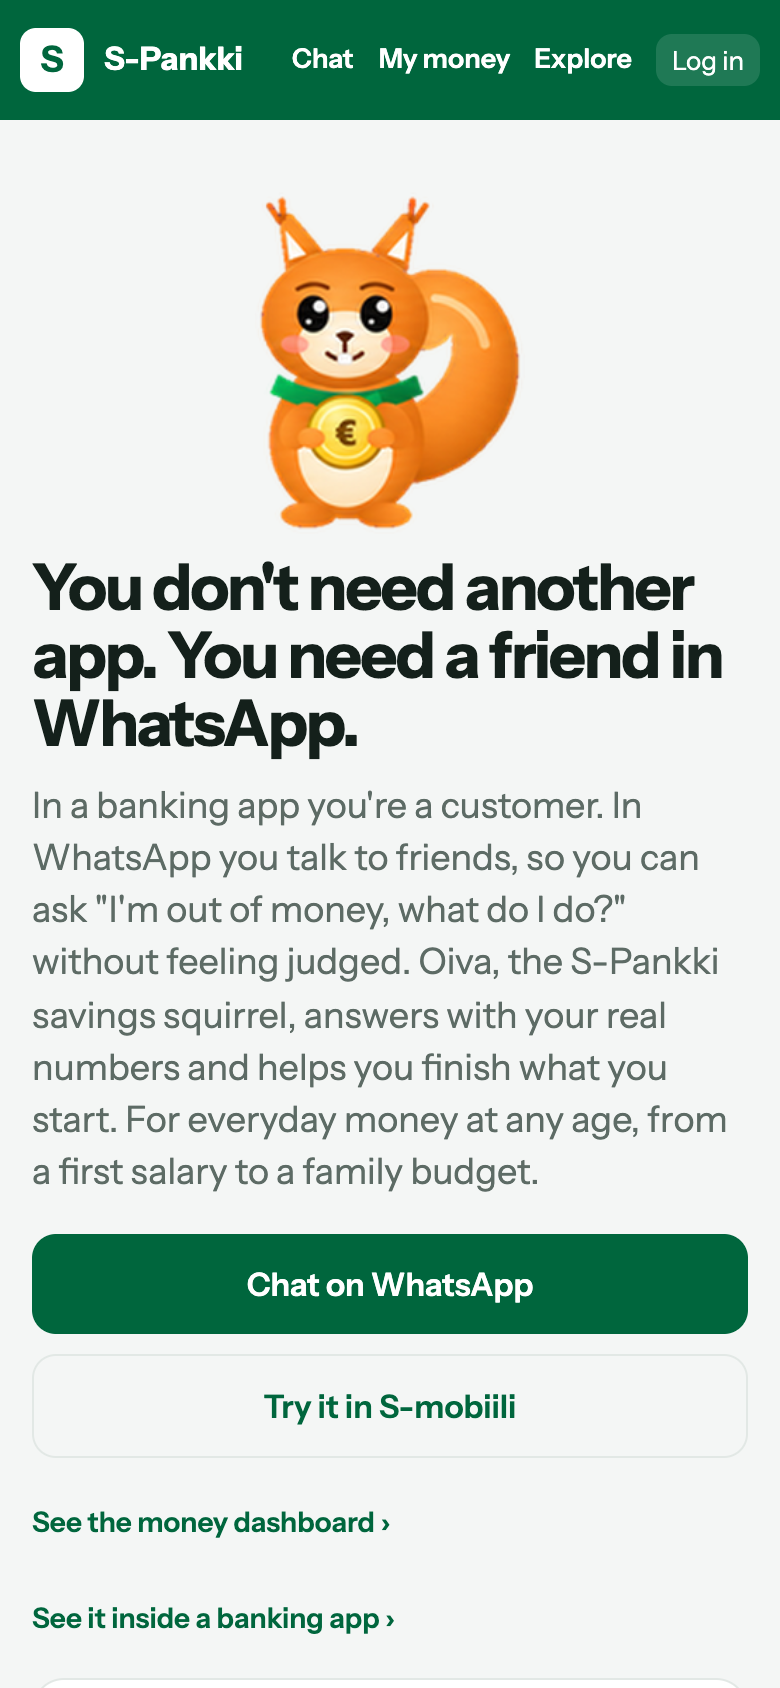 S
S-Pankki
Chat
My money
Explore
Log in
€
You don't need another
app. You need a friend in
WhatsApp.
In a banking app you're a customer. In
WhatsApp you talk to friends, so you can
ask "I'm out of money, what do I do?"
without feeling judged. Oiva, the S-Pankki
savings squirrel, answers with your real
numbers and helps you finish what you
start. For everyday money at any age, from
a first salary to a family budget.
Chat on WhatsApp
Try it in S-mobiili
See the money dashboard ›
See it inside a banking app ›